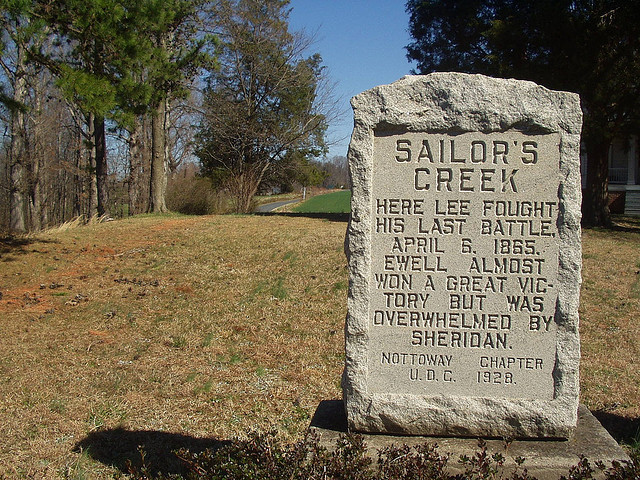 SAILOR'S
CREEK
HERE LEE FOUGHT
HIS LAST BATTLE,
APRIL 6, 1865.
EWELL ALMOST
WON A GREAT VIC-
TORY BUT WAS
OVERWHELMED BY
SHERIDAN.
NOTTOWAY CHAPTER
U.D.C. 1928.